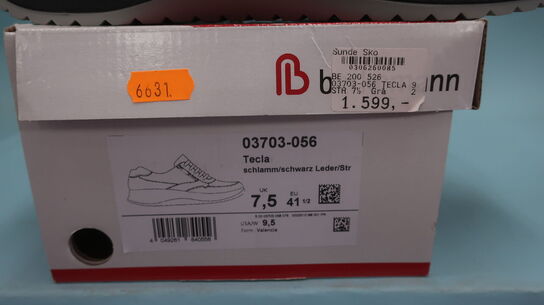 Sunde Sko
0306260085
BE 200 526
03703-056 TECLA 9
STR 7½ Grå 2
1.599,-
6631.
03703-056
Tecla
schlamm/schwarz Leder/Str
UK EU
7,5 41 1/2
USA/W 9,5
Form. Valencia